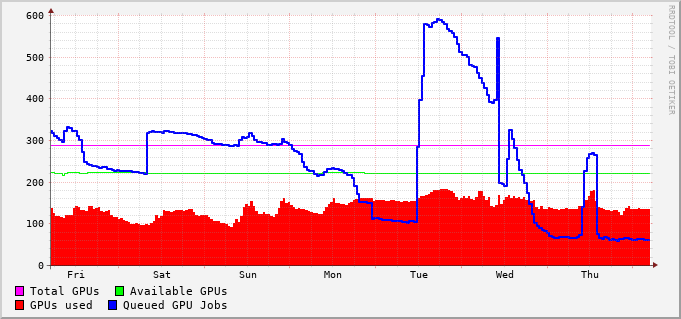 600
500
400
300
200
100
0
Fri Sat Sun Mon Tue Wed Thu
Total GPUs Available GPUs
GPUs used Queued GPU Jobs
RRDTOOL / TOBI OETIKER